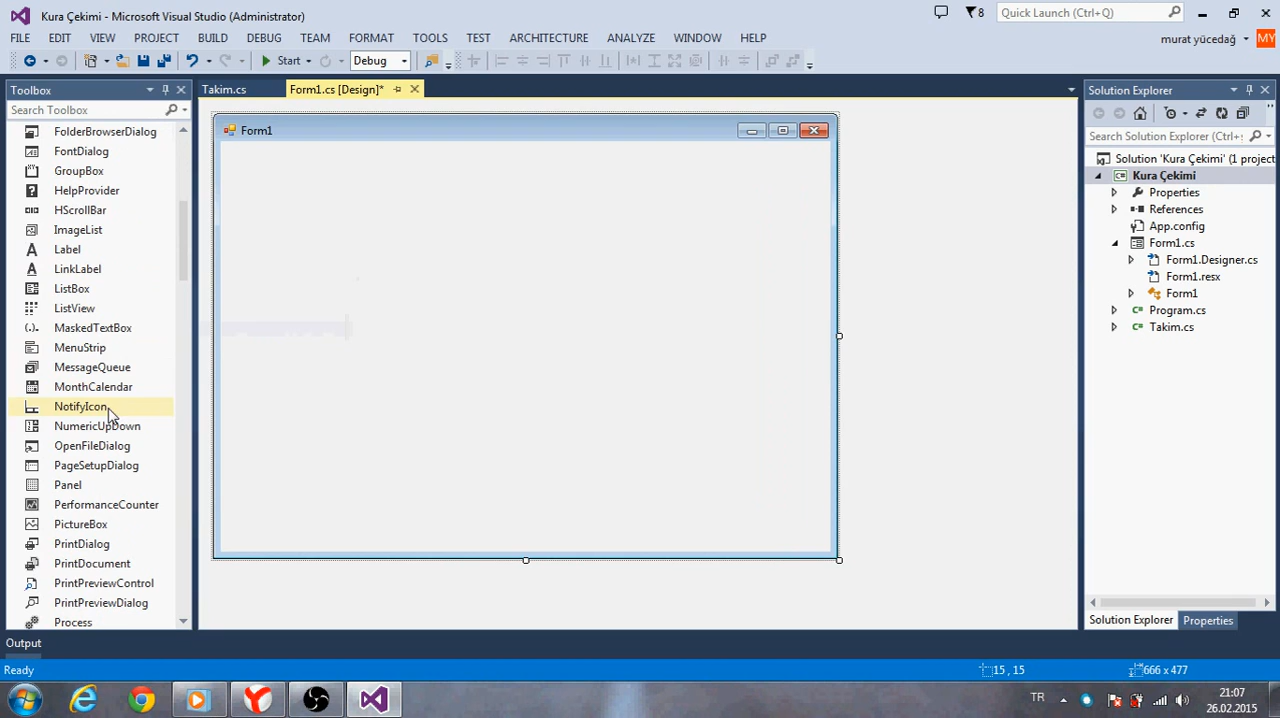 Kura Çekimi - Microsoft Visual Studio (Administrator)
8
Quick Launch (Ctrl+Q)
FILE EDIT VIEW PROJECT BUILD DEBUG TEAM FORMAT TOOLS TEST ARCHITECTURE ANALYZE WINDOW HELP
murat yücedağ
MY
Start
Debug
Toolbox
Search Toolbox
FolderBrowserDialog
FontDialog
GroupBox
HelpProvider
HScrollBar
ImageList
Label
LinkLabel
ListBox
ListView
MaskedTextBox
MenuStrip
MessageQueue
MonthCalendar
NotifyIcon
NumericUpDown
OpenFileDialog
PageSetupDialog
Panel
PerformanceCounter
PictureBox
PrintDialog
PrintDocument
PrintPreviewControl
PrintPreviewDialog
Process
Takim.cs
Form1.cs [Design]*
Form1
Solution Explorer
Search Solution Explorer (Ctrl+
Solution 'Kura Çekimi' (1 project
Kura Çekimi
Properties
References
App.config
Form1.cs
Form1.Designer.cs
Form1.resx
Form1
Program.cs
Takim.cs
Solution Explorer
Properties
Output
Ready
15 , 15
666 x 477
TR
21:07
26.02.2015